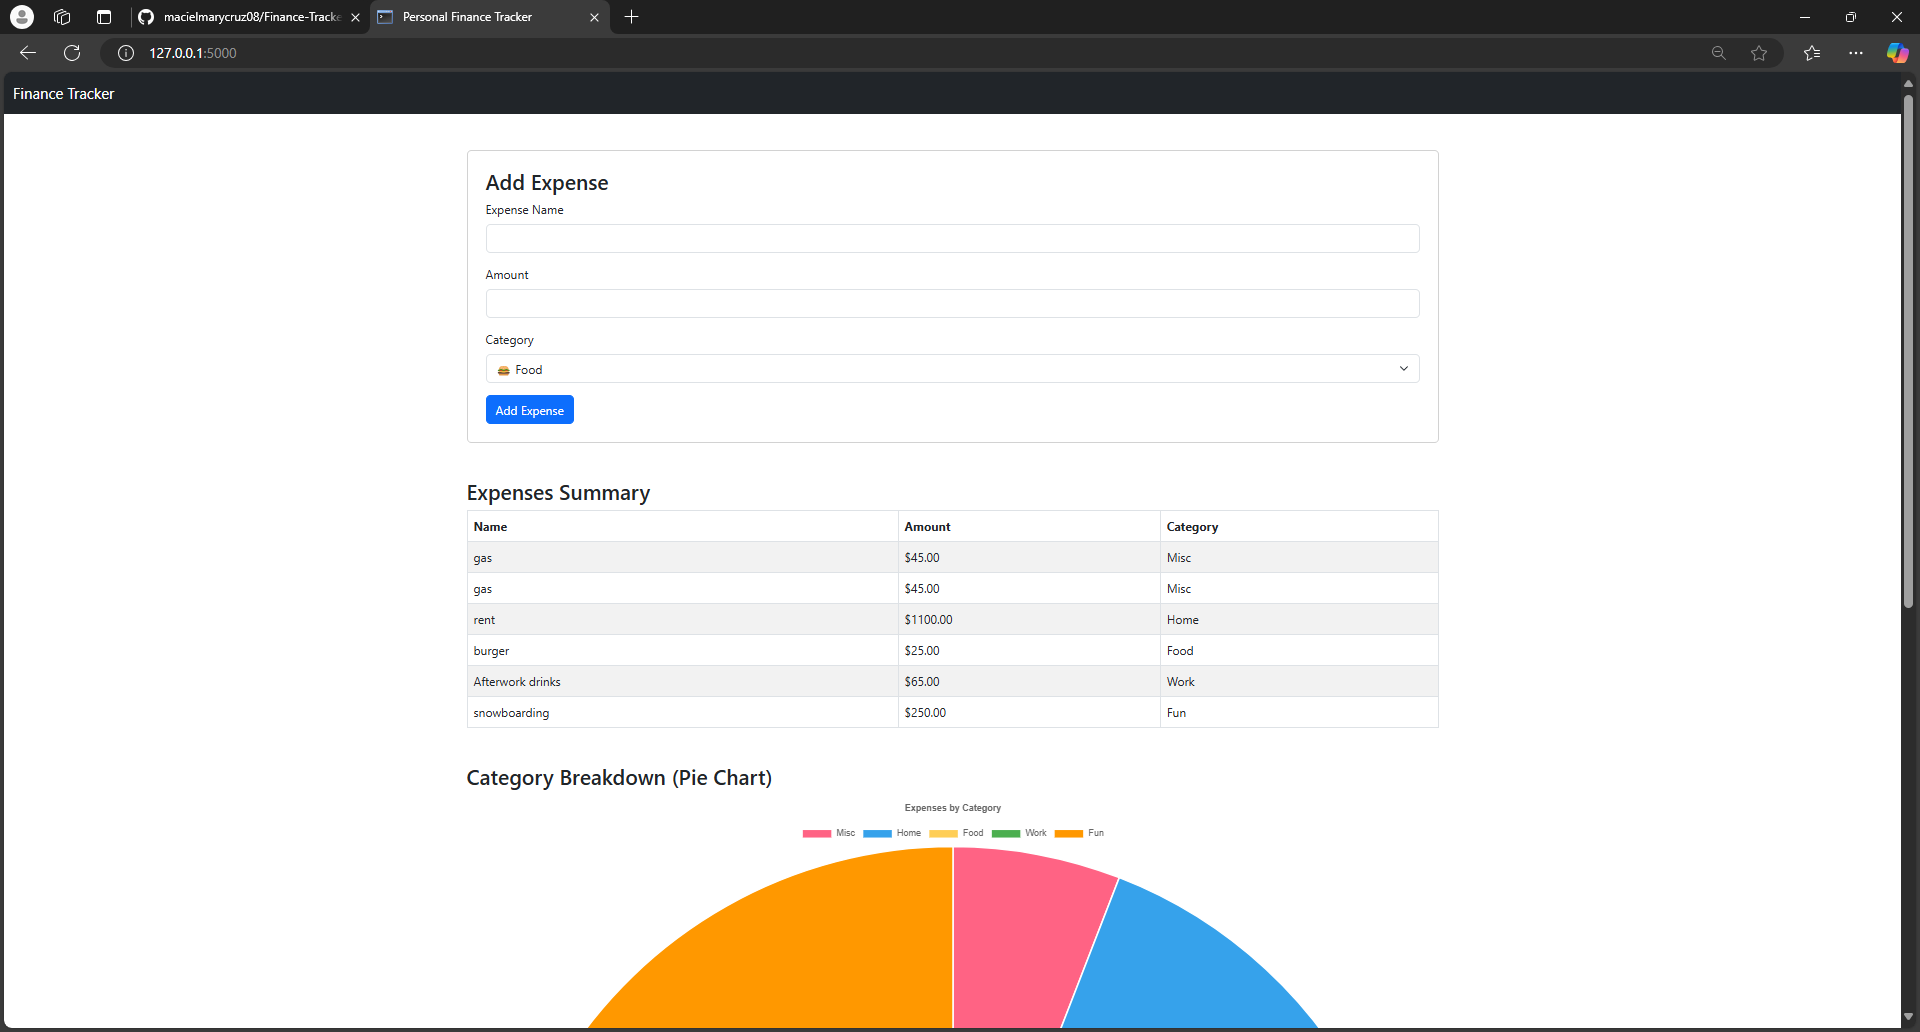 macielmarycruz08/Finance-Tracke
Personal Finance Tracker
127.0.0.1:5000
Finance Tracker
Add Expense
Expense Name
Amount
Category
Food
Add Expense
Expenses Summary
Name Amount Category
gas $45.00 Misc
gas $45.00 Misc
rent $1100.00 Home
burger $25.00 Food
Afterwork drinks $65.00 Work
snowboarding $250.00 Fun
Category Breakdown (Pie Chart)
Expenses by Category
Misc Home Food Work Fun